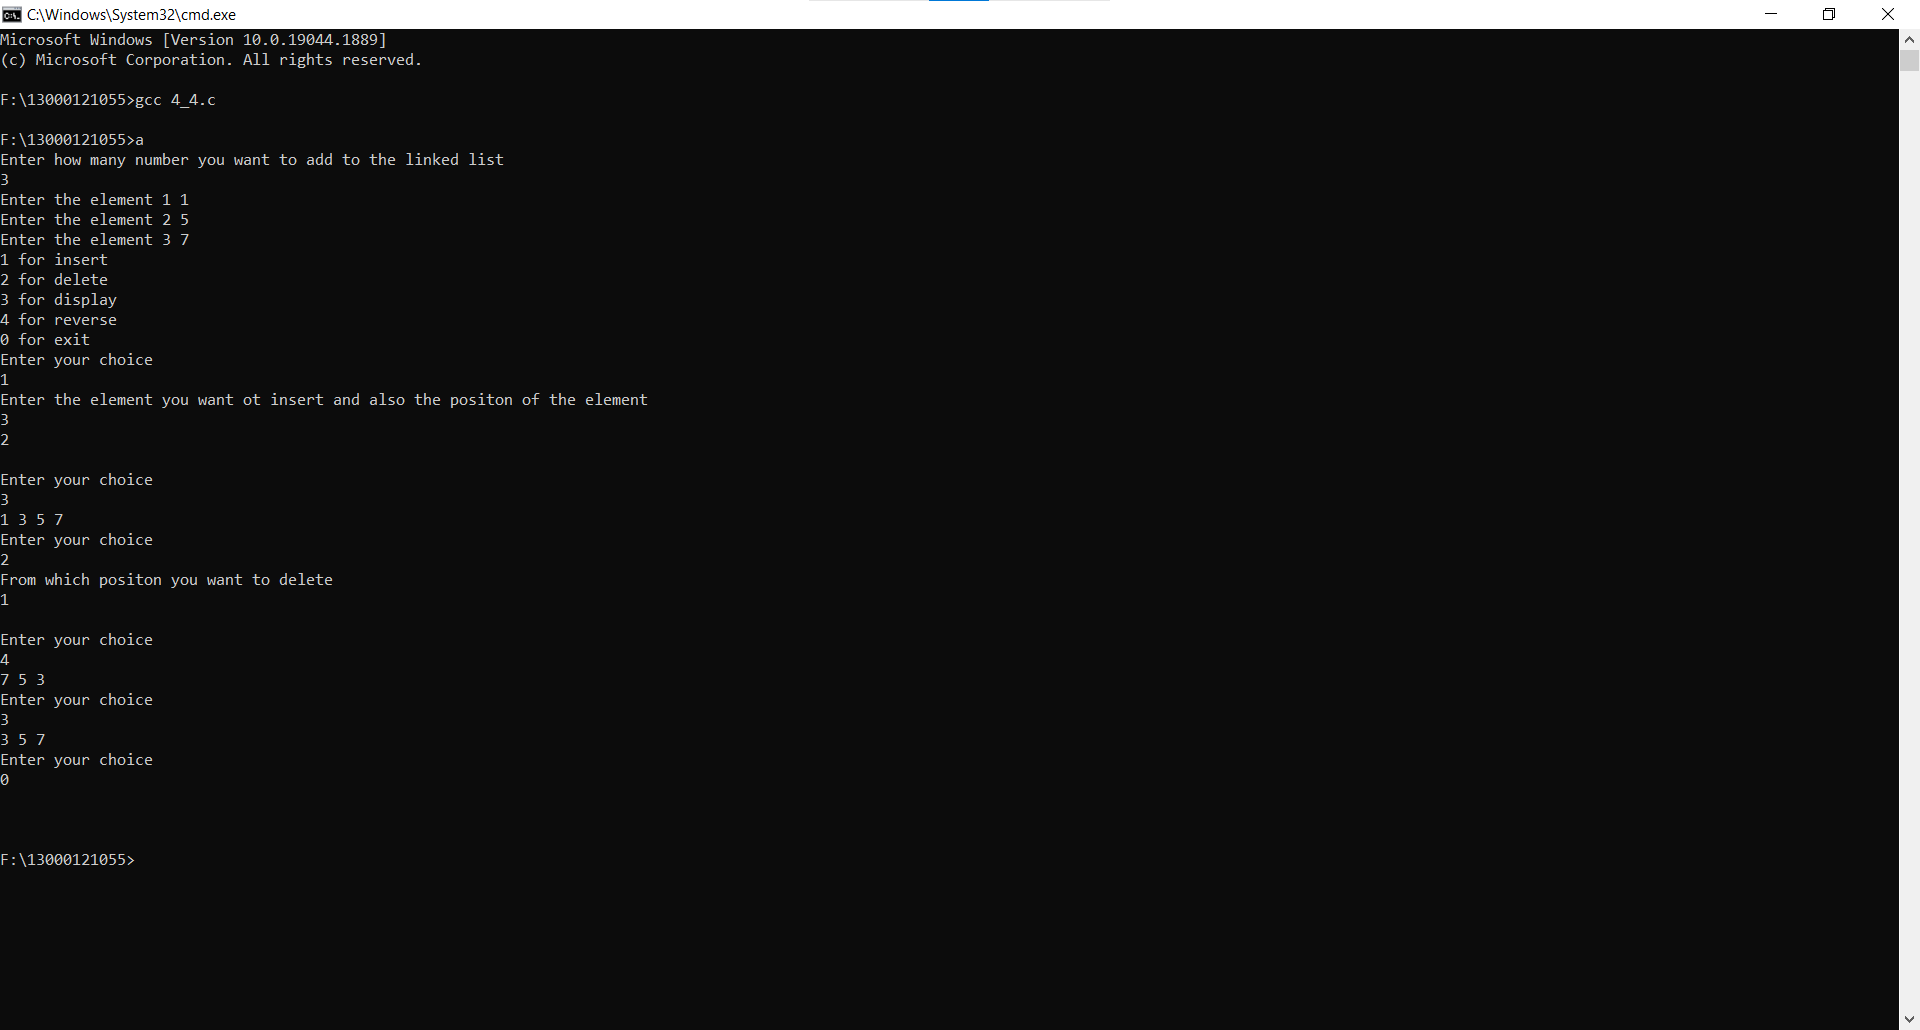 C:\Windows\System32\cmd.exe
Microsoft Windows [Version 10.0.19044.1889]
(c) Microsoft Corporation. All rights reserved.
F:\13000121055>gcc 4_4.c
F:\13000121055>a
Enter how many number you want to add to the linked list
3
Enter the element 1 1
Enter the element 2 5
Enter the element 3 7
1 for insert
2 for delete
3 for display
4 for reverse
0 for exit
Enter your choice
1
Enter the element you want ot insert and also the positon of the element
3
2
Enter your choice
3
1 3 5 7
Enter your choice
2
From which positon you want to delete
1
Enter your choice
4
7 5 3
Enter your choice
3
3 5 7
Enter your choice
0
F:\13000121055>